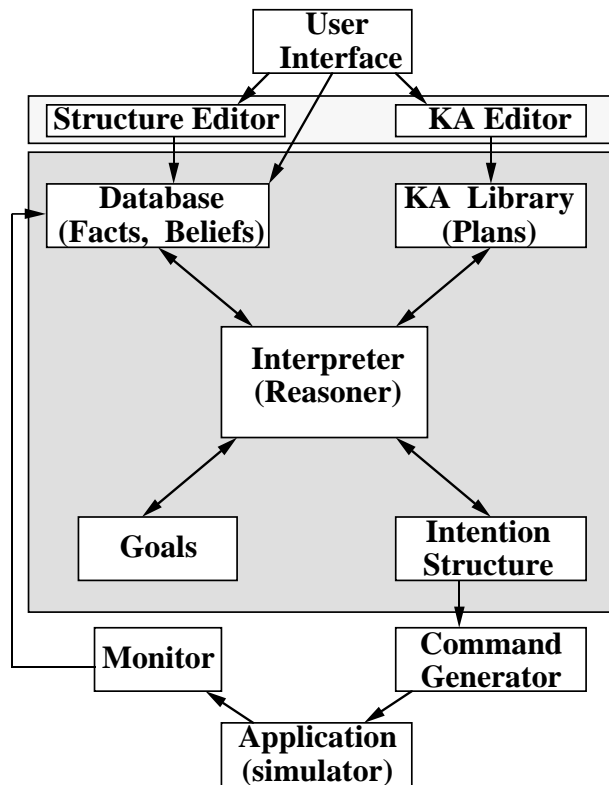 User
Interface
Structure Editor
KA Editor
Database
(Facts, Beliefs)
KA Library
(Plans)
Interpreter
(Reasoner)
Goals
Intention
Structure
Monitor
Command
Generator
Application
(simulator)